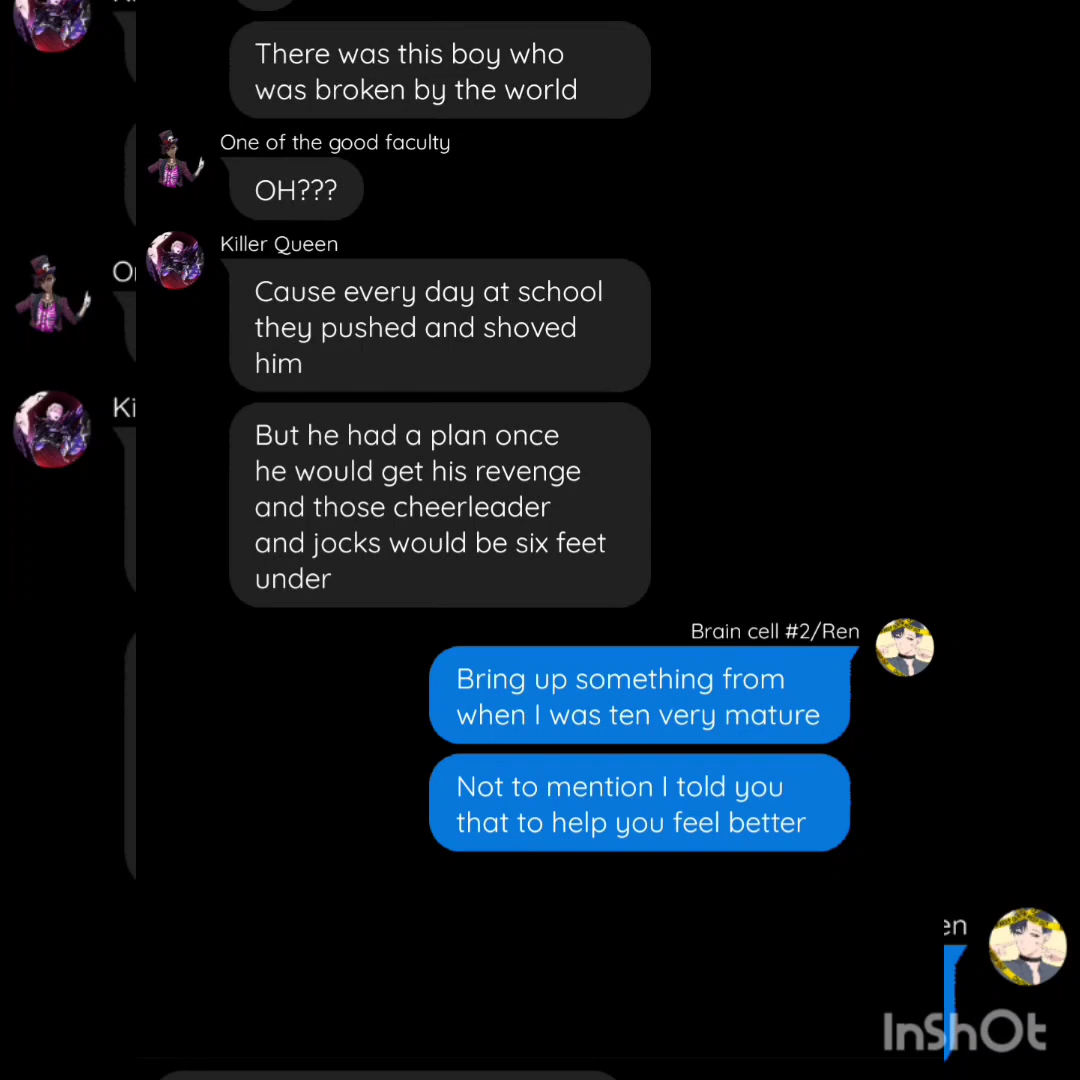 There was this boy who
was broken by the world
One of the good faculty
OH???
Killer Queen
Cause every day at school
they pushed and shoved
him
But he had a plan once
he would get his revenge
and those cheerleader
and jocks would be six feet
under
Brain cell #2/Ren
Bring up something from
when I was ten very mature
Not to mention I told you
that to help you feel better
Ki
en
InShOt